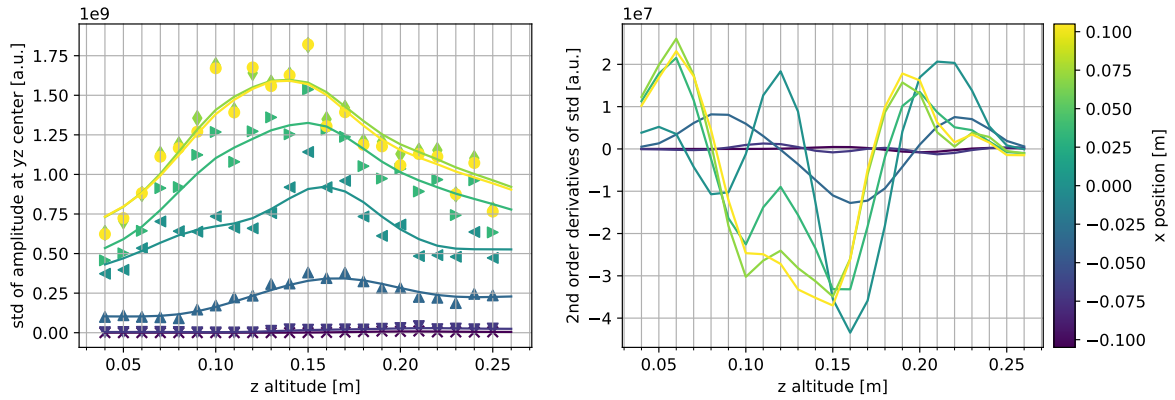 1e9
1.75
1.50
1.25
1.00
0.75
0.50
0.25
0.00
std of amplitude at yz center [a.u.]
0.05 0.10 0.15 0.20 0.25
z altitude [m]
1e7
2
1
0
−1
−2
−3
−4
2nd order derivatives of std [a.u.]
0.05 0.10 0.15 0.20 0.25
z altitude [m]
0.100
0.075
0.050
0.025
0.000
−0.025
−0.050
−0.075
−0.100
x position [m]